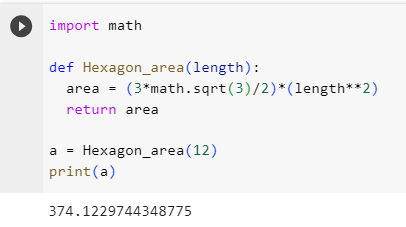 import math
def Hexagon_area(length):
  area = (3*math.sqrt(3)/2)*(length**2)
  return area
a = Hexagon_area(12)
print(a)
374.1229744348775